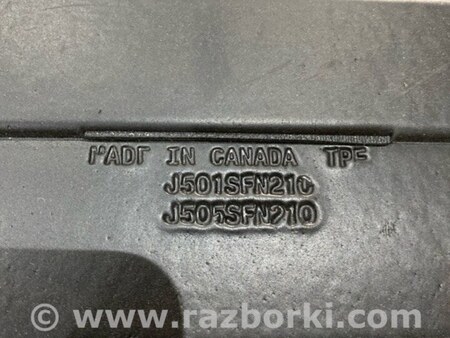 MADE IN CANADA TPE
J501SFN210
J505SFN210
© www.razborki.com